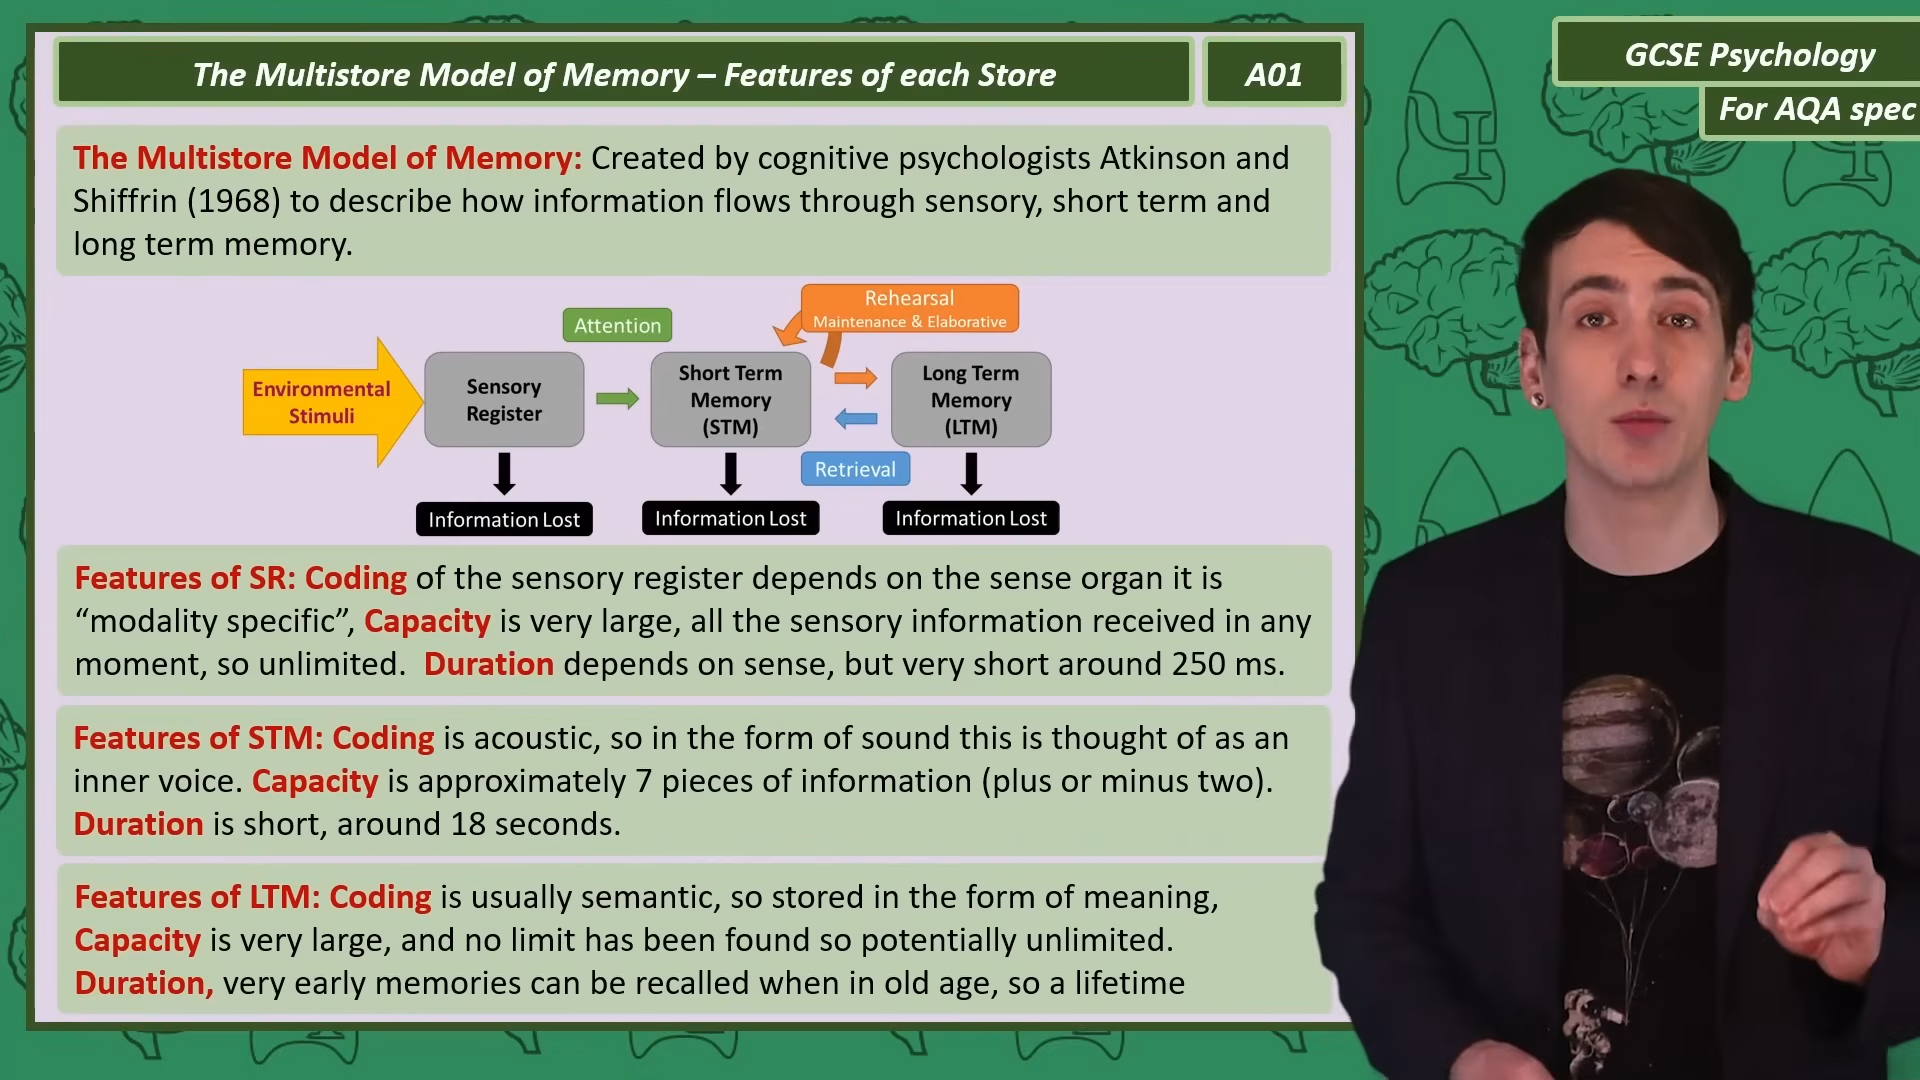 The Multistore Model of Memory – Features of each Store
A01
GCSE Psychology
For AQA spec
The Multistore Model of Memory: Created by cognitive psychologists Atkinson and
Shiffrin (1968) to describe how information flows through sensory, short term and
long term memory.
Rehearsal
Maintenance & Elaborative
Attention
Environmental
Stimuli
Sensory
Register
Short Term
Memory
(STM)
Long Term
Memory
(LTM)
Retrieval
Information Lost
Information Lost
Information Lost
Features of SR: Coding of the sensory register depends on the sense organ it is
“modality specific”, Capacity is very large, all the sensory information received in any
moment, so unlimited. Duration depends on sense, but very short around 250 ms.
Features of STM: Coding is acoustic, so in the form of sound this is thought of as an
inner voice. Capacity is approximately 7 pieces of information (plus or minus two).
Duration is short, around 18 seconds.
Features of LTM: Coding is usually semantic, so stored in the form of meaning,
Capacity is very large, and no limit has been found so potentially unlimited.
Duration, very early memories can be recalled when in old age, so a lifetime